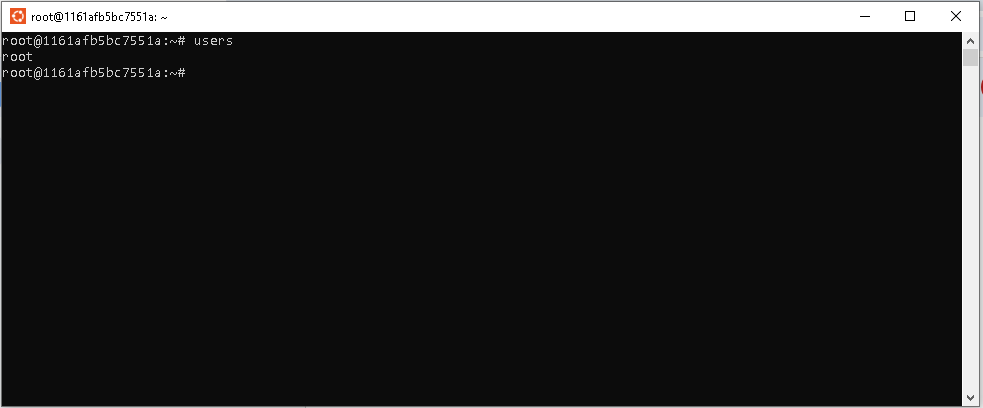 root@1161afb5bc7551a: ~
root@1161afb5bc7551a:~# users
root
root@1161afb5bc7551a:~#